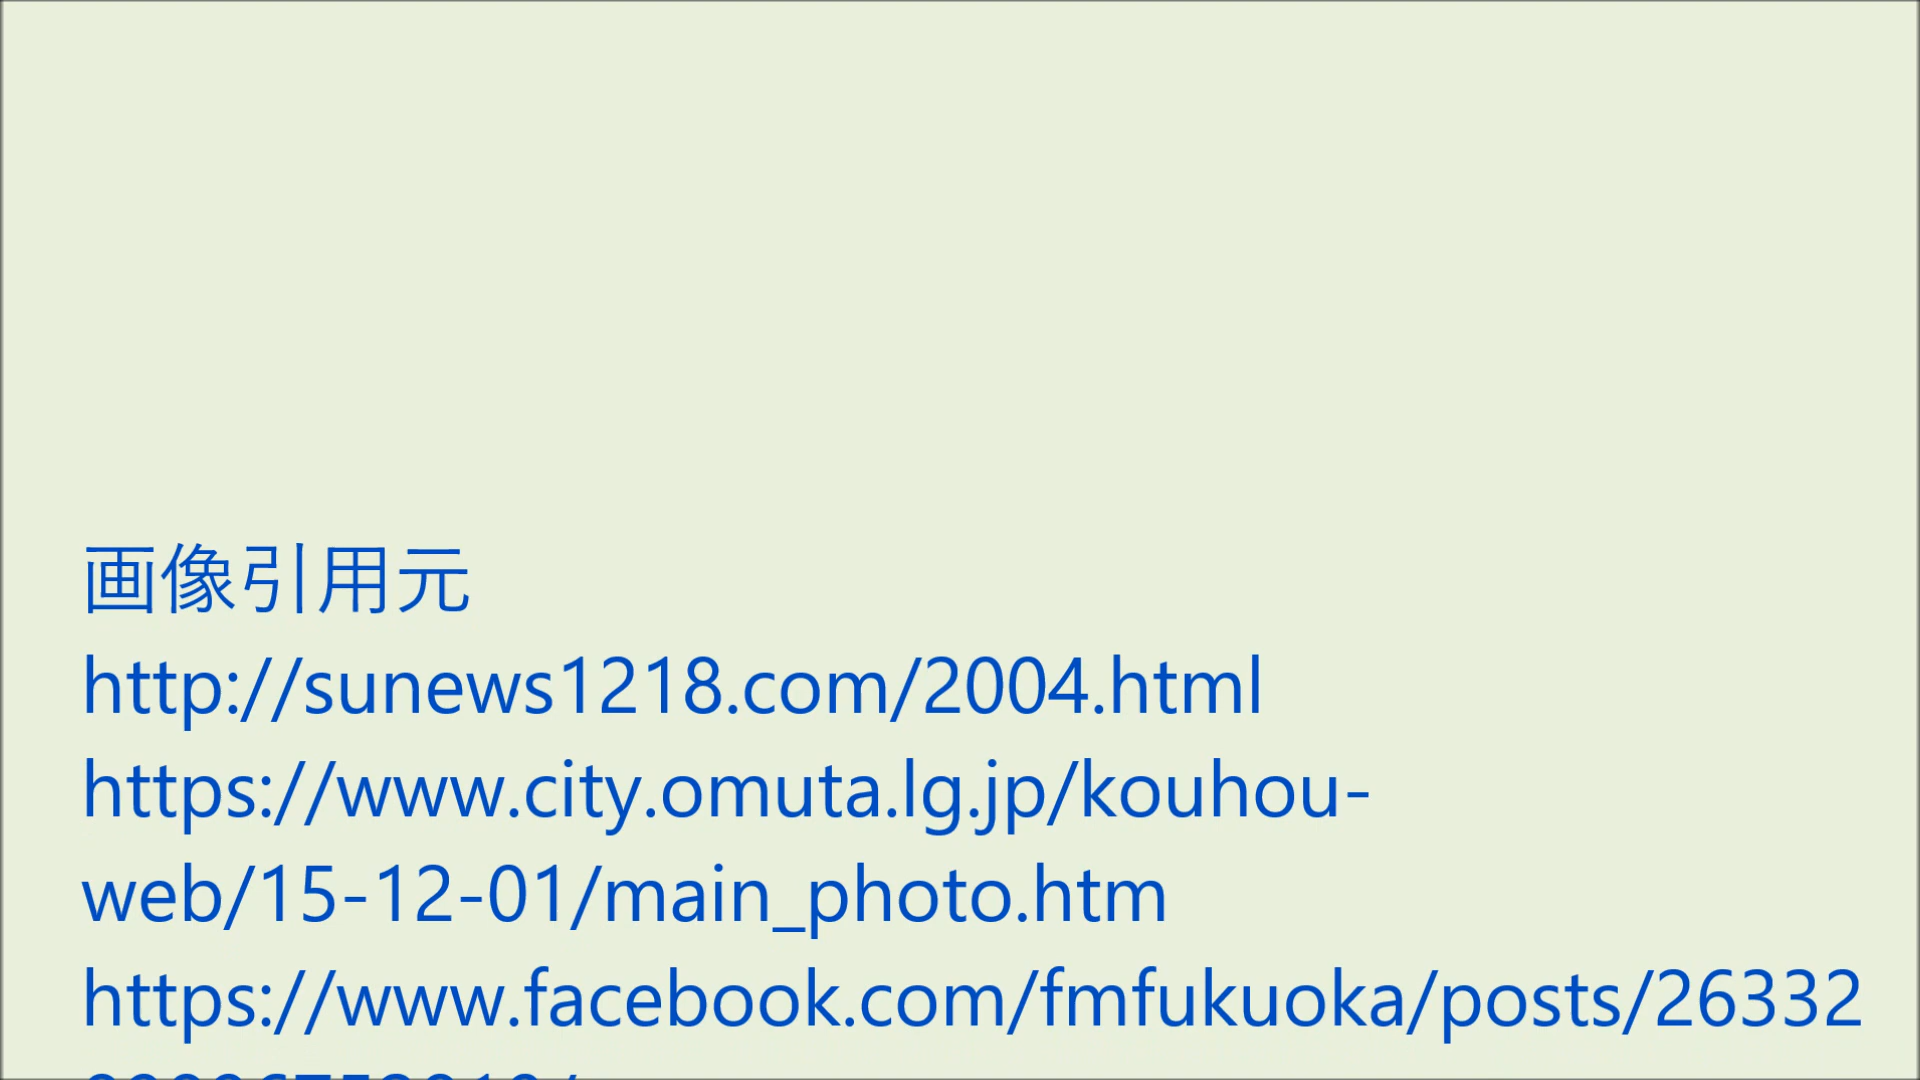 画像引用元
http://sunews1218.com/2004.html
https://www.city.omuta.lg.jp/kouhou-
web/15-12-01/main_photo.htm
https://www.facebook.com/fmfukuoka/posts/26332